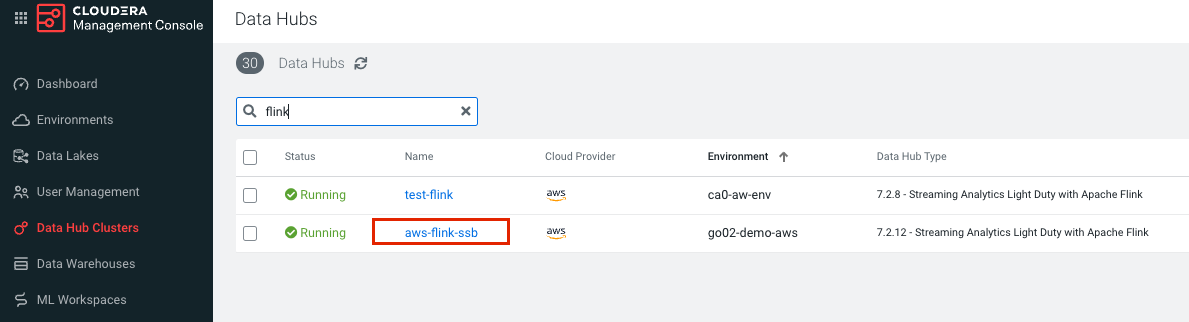 CLOUDERA
Management Console
Data Hubs
30 Data Hubs
flink
Dashboard
Environments
Data Lakes
User Management
Data Hub Clusters
Data Warehouses
ML Workspaces
Status Name Cloud Provider Environment Data Hub Type
Running test-flink aws ca0-aw-env 7.2.8 - Streaming Analytics Light Duty with Apache Flink
Running aws-flink-ssb aws go02-demo-aws 7.2.12 - Streaming Analytics Light Duty with Apache Flink